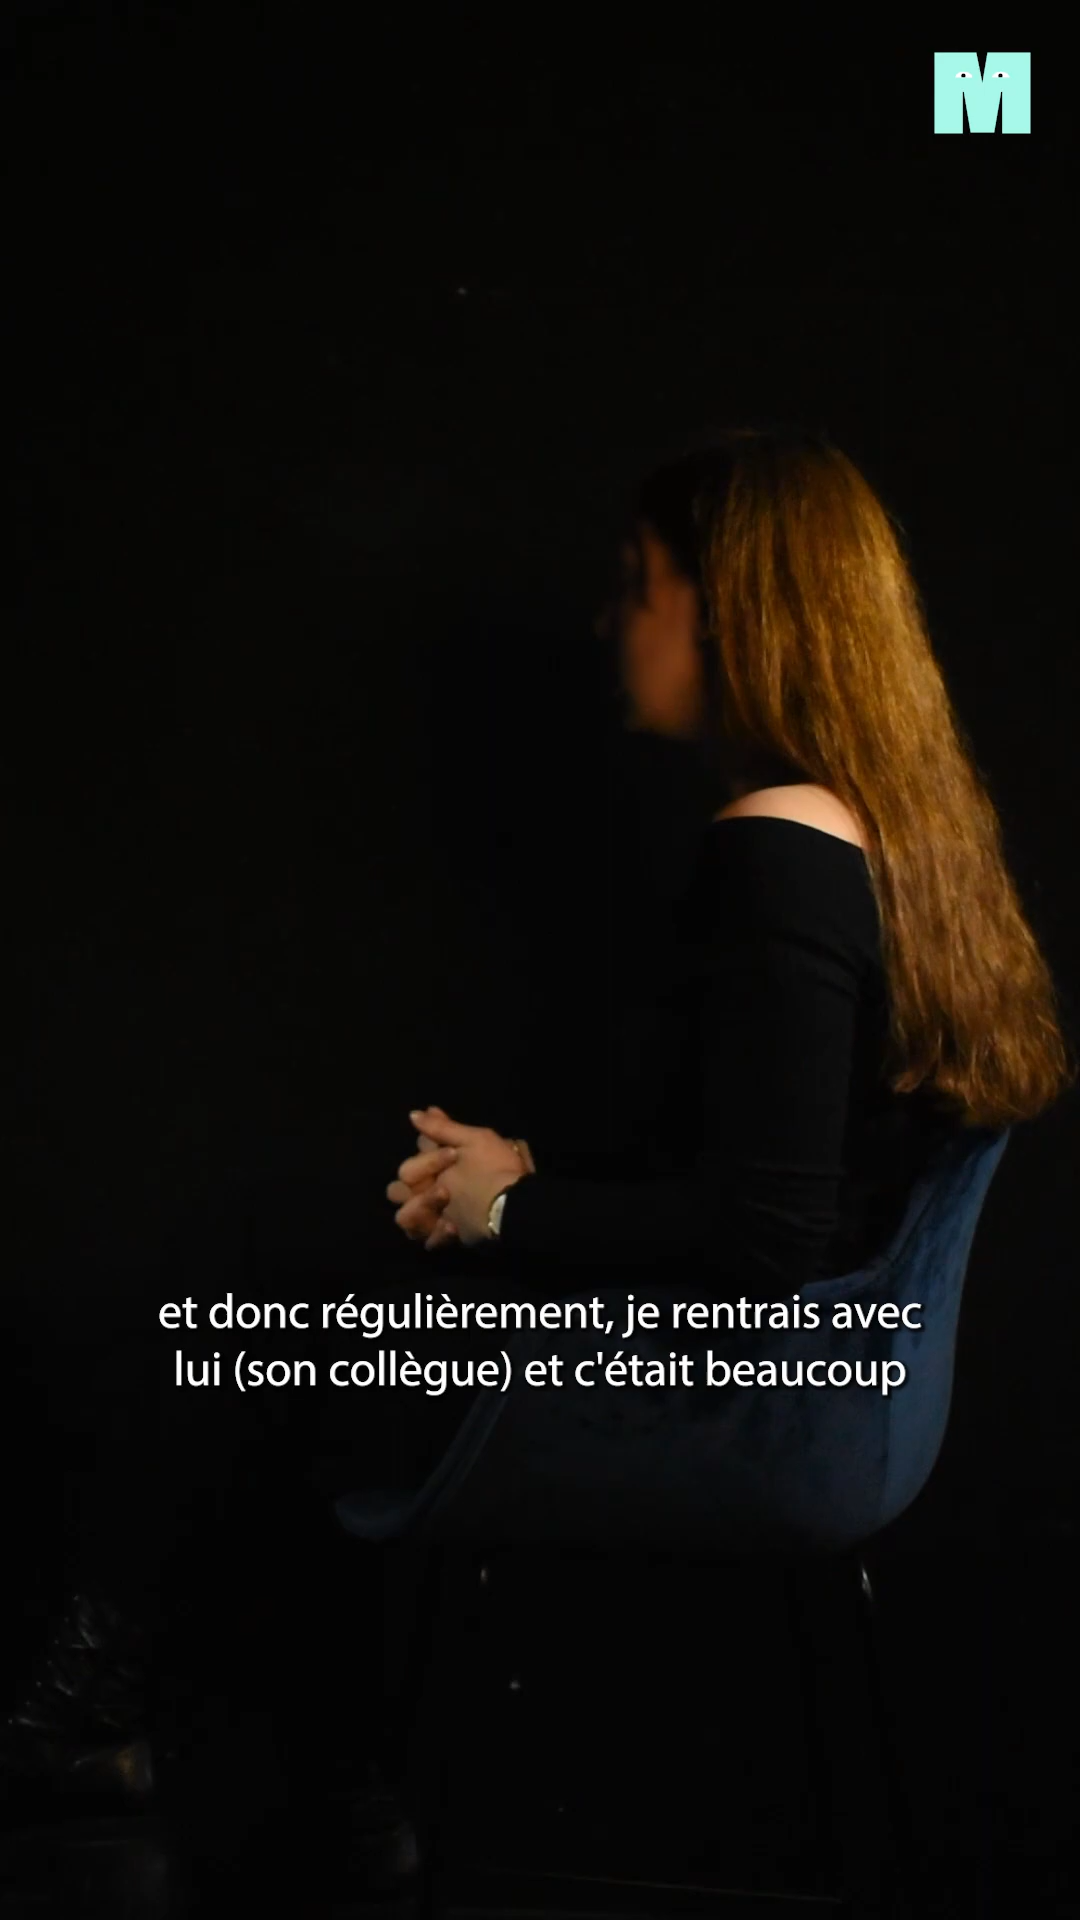 M
et donc régulièrement, je rentrais avec
lui (son collègue) et c'était beaucoup